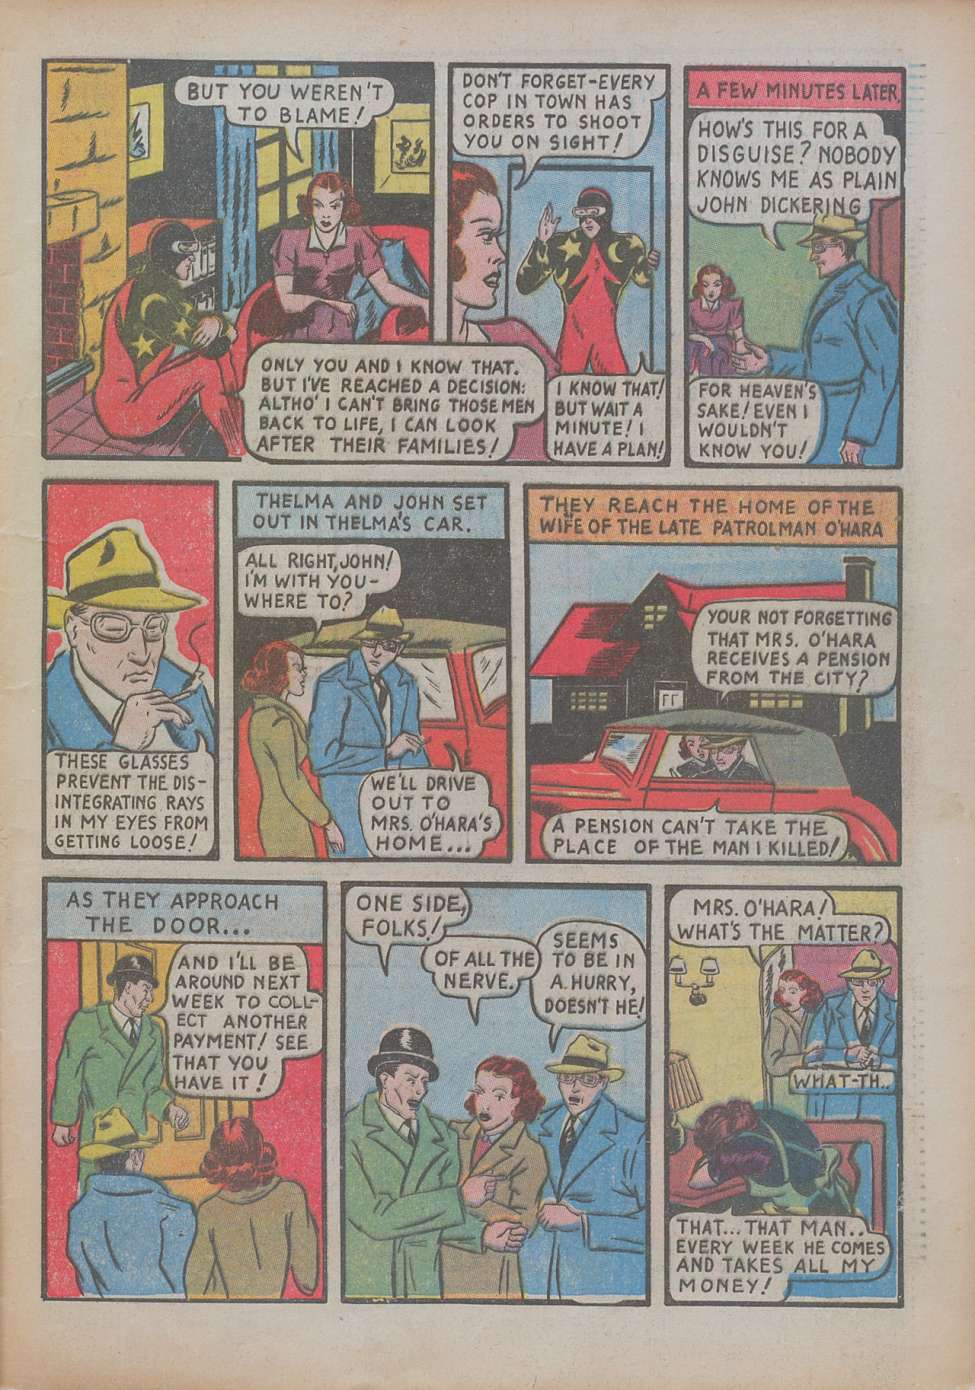 BUT YOU WEREN'T
TO BLAME!
ONLY YOU AND I KNOW THAT.
BUT I'VE REACHED A DECISION:
ALTHO' I CAN'T BRING THOSE MEN
BACK TO LIFE, I CAN LOOK
AFTER THEIR FAMILIES!
DON'T FORGET-EVERY
COP IN TOWN HAS
ORDERS TO SHOOT
YOU ON SIGHT!
I KNOW THAT!
BUT WAIT A
MINUTE! I
HAVE A PLAN!
A FEW MINUTES LATER,
HOW'S THIS FOR A
DISGUISE? NOBODY
KNOWS ME AS PLAIN
JOHN DICKERING
FOR HEAVEN'S
SAKE! EVEN I
WOULDN'T
KNOW YOU!
THESE GLASSES
PREVENT THE DIS-
INTEGRATING RAYS
IN MY EYES FROM
GETTING LOOSE!
THELMA AND JOHN SET
OUT IN THELMA'S CAR.
ALL RIGHT, JOHN!
I'M WITH YOU-
WHERE TO?
WE'LL DRIVE
OUT TO
MRS. O'HARA'S
HOME...
THEY REACH THE HOME OF THE
WIFE OF THE LATE PATROLMAN O'HARA
YOUR NOT FORGETTING
THAT MRS. O'HARA
RECEIVES A PENSION
FROM THE CITY?
A PENSION CAN'T TAKE THE
PLACE OF THE MAN I KILLED!
AS THEY APPROACH
THE DOOR...
AND I'LL BE
AROUND NEXT
WEEK TO COLL-
ECT ANOTHER
PAYMENT! SEE
THAT YOU
HAVE IT!
ONE SIDE,
FOLKS!
OF ALL THE
NERVE.
SEEMS
TO BE IN
A HURRY,
DOESN'T HE!
MRS. O'HARA!
WHAT'S THE MATTER?
WHAT-TH..
THAT... THAT MAN..
EVERY WEEK HE COMES
AND TAKES ALL MY
MONEY!